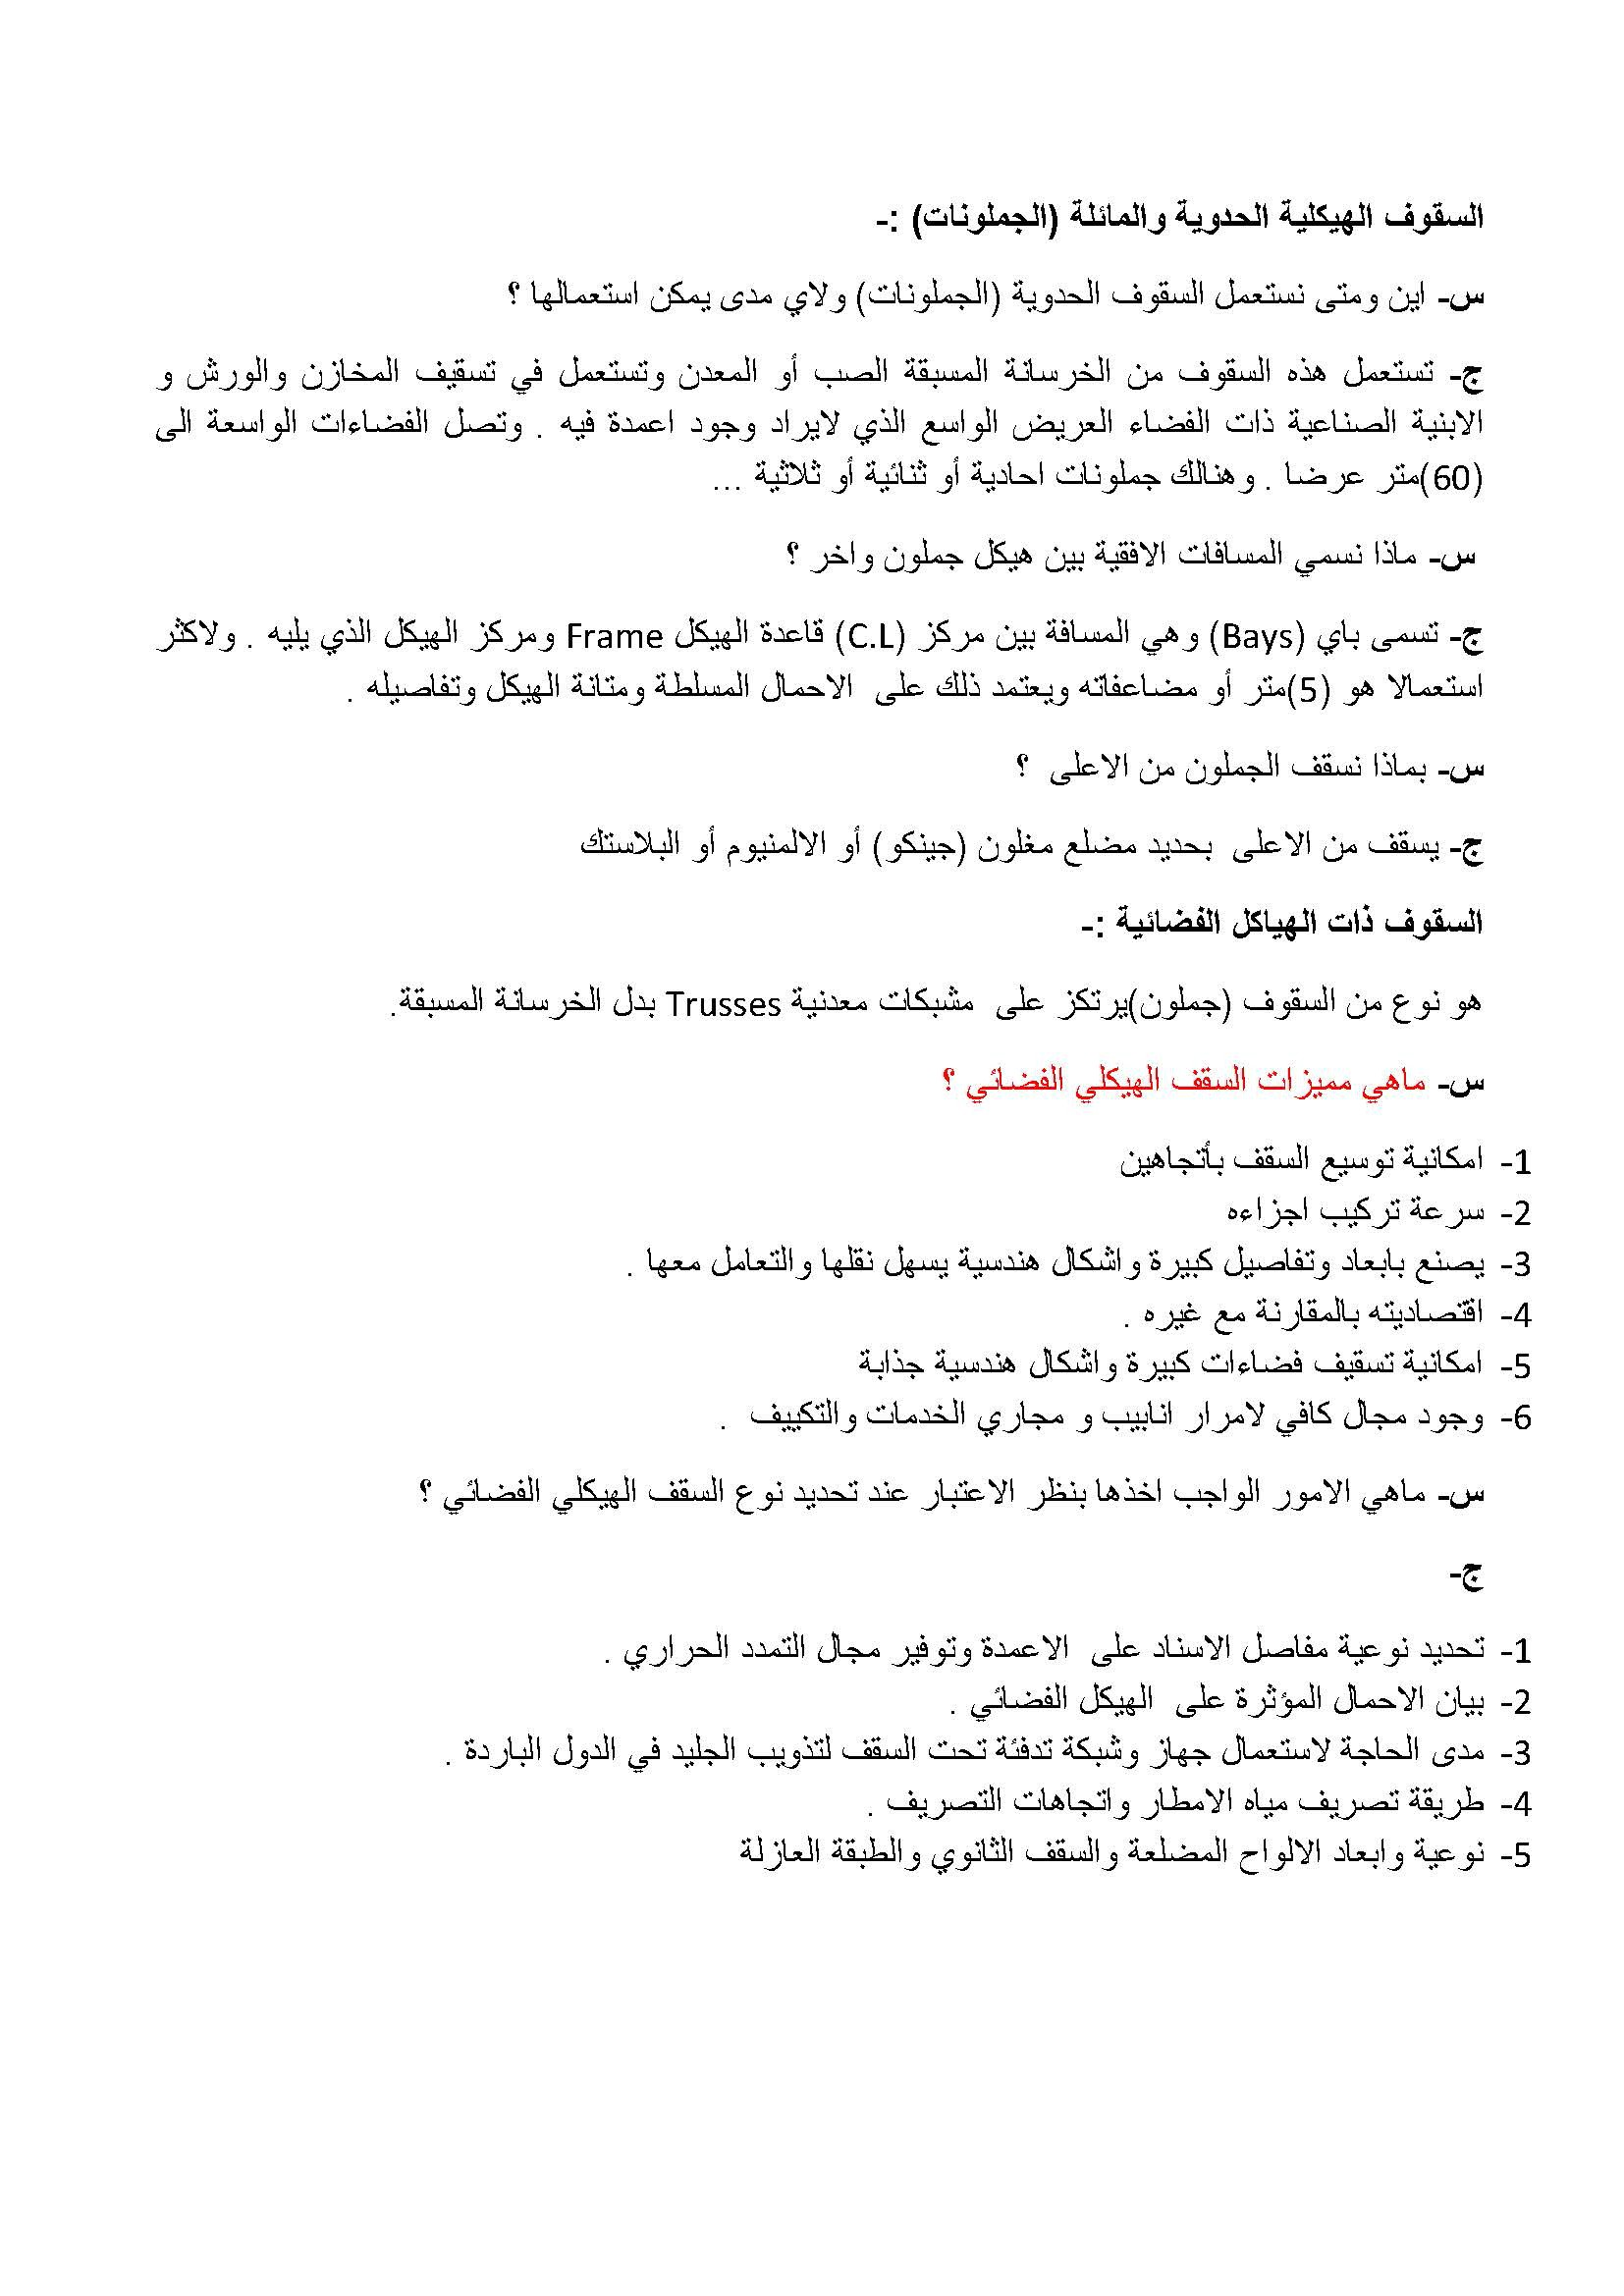 السقوف الهيكلية الحدوية والمائلة (الجملونات) :-
س- اين ومتى نستعمل السقوف الحدوية (الجملونات) ولاي مدى يمكن استعمالها ؟
ج- تستعمل هذه السقوف من الخرسانة المسبقة الصب أو المعدن وتستعمل في تسقيف المخازن والورش و
الابنية الصناعية ذات الفضاء العريض الواسع الذي لايراد وجود اعمدة فيه . وتصل الفضاءات الواسعة الى
(60)متر عرضا . وهنالك جملونات احادية أو ثنائية أو ثلاثية ...
س- ماذا نسمي المسافات الافقية بين هيكل جملون واخر ؟
ج- تسمى باي (Bays) وهي المسافة بين مركز (C.L) قاعدة الهيكل Frame ومركز الهيكل الذي يليه . ولاكثر
استعمالا هو (5)متر أو مضاعفاته ويعتمد ذلك على الاحمال المسلطة ومتانة الهيكل وتفاصيله .
س- بماذا نسقف الجملون من الاعلى ؟
ج- يسقف من الاعلى بحديد مضلع مغلون (جينكو) أو الالمنيوم أو البلاستك
السقوف ذات الهياكل الفضائية :-
هو نوع من السقوف (جملون)يرتكز على مشبكات معدنية Trusses بدل الخرسانة المسبقة.
س- ماهي مميزات السقف الهيكلي الفضائي ؟
1- امكانية توسيع السقف بأتجاهين
2- سرعة تركيب اجزاءه
3- يصنع بابعاد وتفاصيل كبيرة واشكال هندسية يسهل نقلها والتعامل معها .
4- اقتصاديته بالمقارنة مع غيره .
5- امكانية تسقيف فضاءات كبيرة واشكال هندسية جذابة
6- وجود مجال كافي لامرار انابيب و مجاري الخدمات والتكييف .
س- ماهي الامور الواجب اخذها بنظر الاعتبار عند تحديد نوع السقف الهيكلي الفضائي ؟
ج-
1- تحديد نوعية مفاصل الاسناد على الاعمدة وتوفير مجال التمدد الحراري .
2- بيان الاحمال المؤثرة على الهيكل الفضائي .
3- مدى الحاجة لاستعمال جهاز وشبكة تدفئة تحت السقف لتذويب الجليد في الدول الباردة .
4- طريقة تصريف مياه الامطار واتجاهات التصريف .
5- نوعية وابعاد الالواح المضلعة والسقف الثانوي والطبقة العازلة